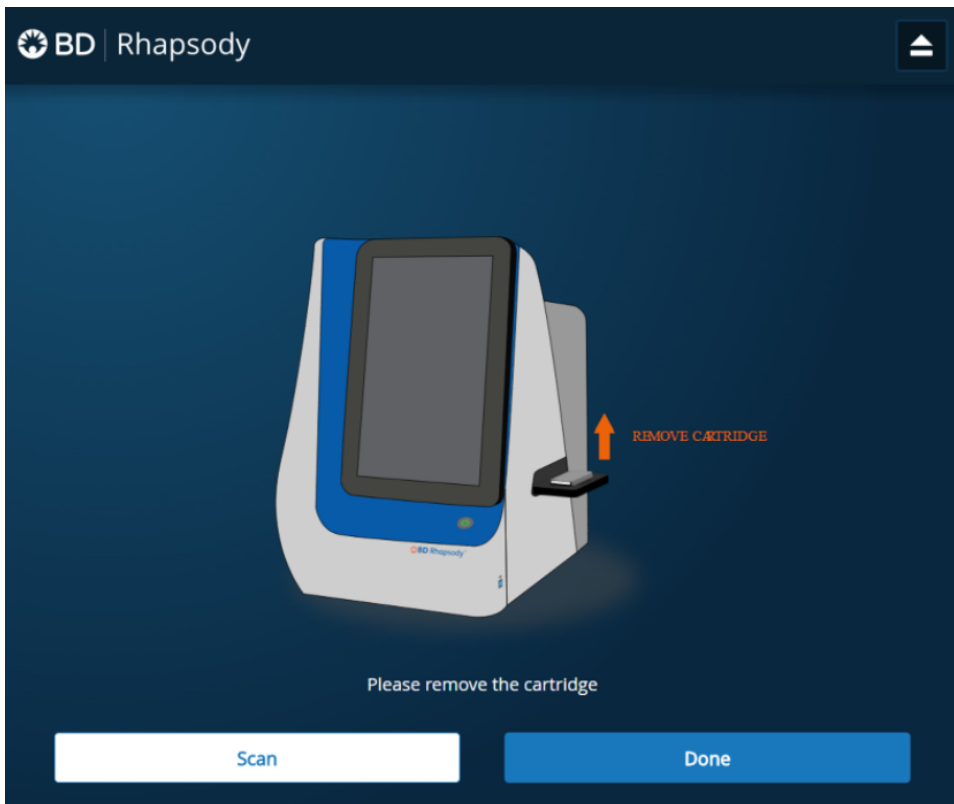 BD | Rhapsody
REMOVE CARTRIDGE
BD Rhapsody
Please remove the cartridge
Scan
Done